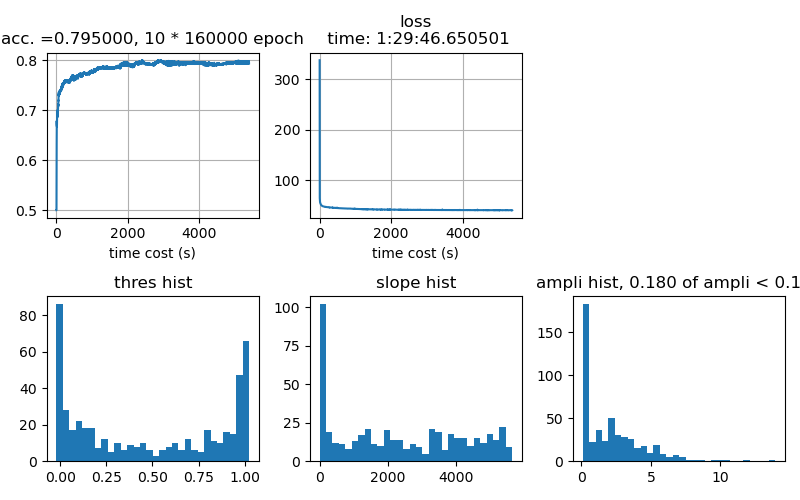 acc. =0.795000, 10 * 160000 epoch
0.8
0.7
0.6
0.5
0 2000 4000
time cost (s)
loss
time: 1:29:46.650501
300
200
100
0 2000 4000
time cost (s)
thres hist
80
60
40
20
0
0.00 0.25 0.50 0.75 1.00
slope hist
100
75
50
25
0
0 2000 4000
ampli hist, 0.180 of ampli < 0.1
150
100
50
0
0 5 10